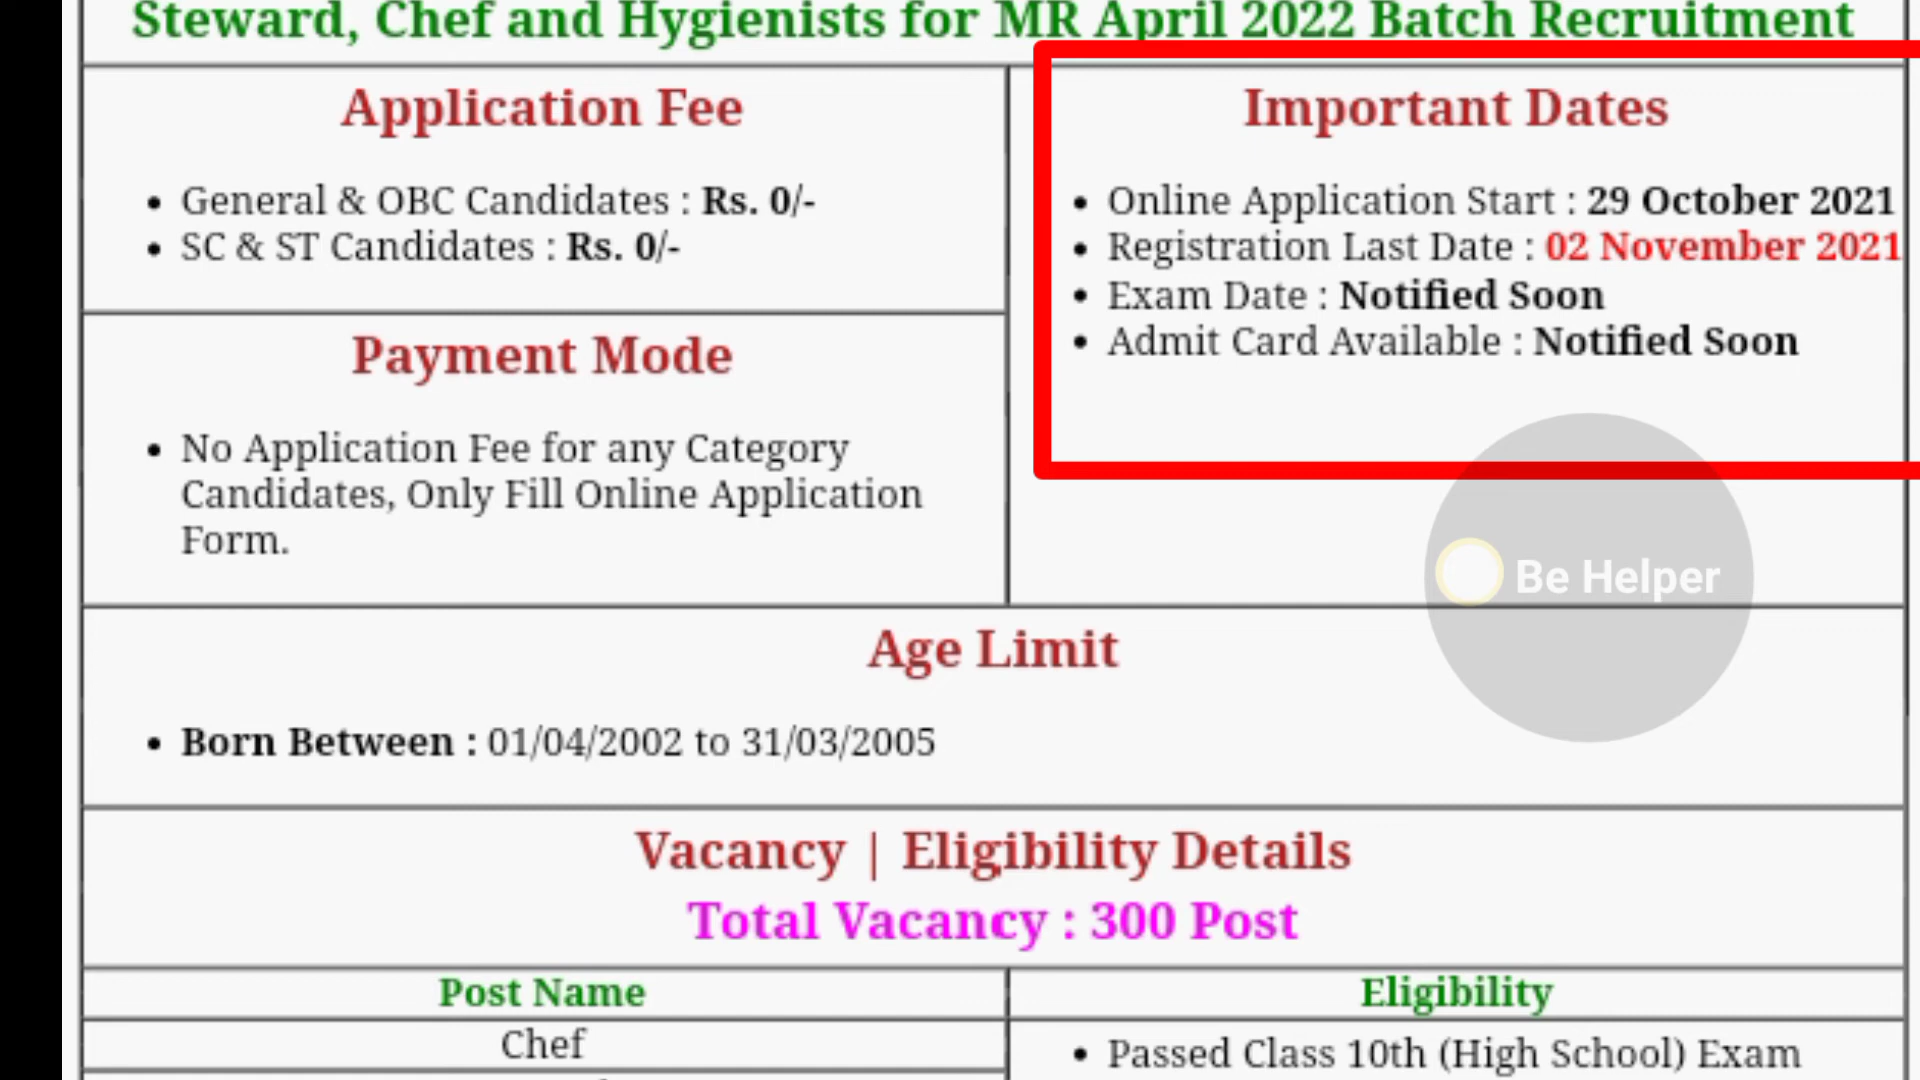 Steward, Chef and Hygienists for MR April 2022 Batch Recruitment
Application Fee
General & OBC Candidates : Rs. 0/-
SC & ST Candidates : Rs. 0/-
Payment Mode
No Application Fee for any Category
Candidates, Only Fill Online Application
Form.
Important Dates
Online Application Start : 29 October 2021
Registration Last Date : 02 November 2021
Exam Date : Notified Soon
Admit Card Available : Notified Soon
Be Helper
Age Limit
Born Between : 01/04/2002 to 31/03/2005
Vacancy | Eligibility Details
Total Vacancy : 300 Post
Post Name
Eligibility
Chef
Passed Class 10th (High School) Exam